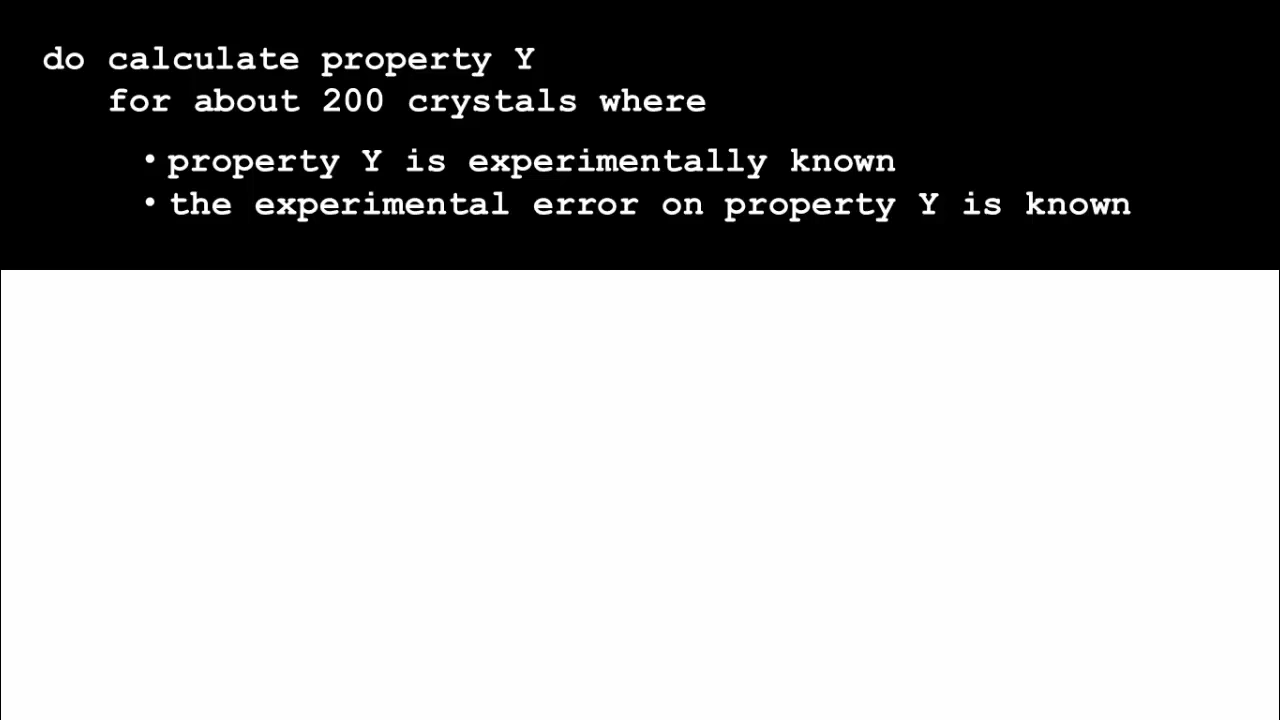 do calculate property Y
for about 200 crystals where
• property Y is experimentally known
• the experimental error on property Y is known